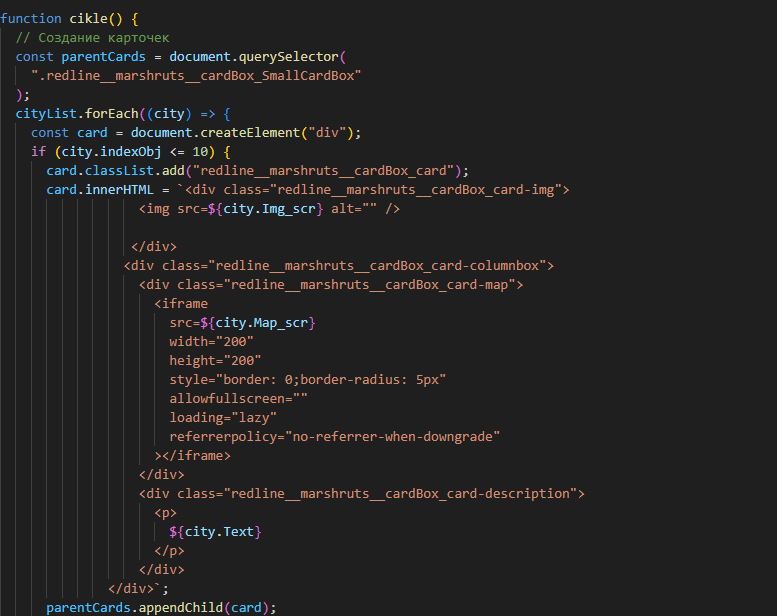 function cikle() {
// Создание карточек
const parentCards = document.querySelector(
".redline__marshruts__cardBox_SmallCardBox"
);
cityList.forEach((city) => {
const card = document.createElement("div");
if (city.indexObj <= 10) {
card.classList.add("redline__marshruts__cardBox_card");
card.innerHTML = `<div class="redline__marshruts__cardBox_card-img">
<img src=${city.Img_scr} alt="" />
</div>
<div class="redline__marshruts__cardBox_card-columnbox">
<div class="redline__marshruts__cardBox_card-map">
<iframe
src=${city.Map_scr}
width="200"
height="200"
style="border: 0;border-radius: 5px"
allowfullscreen=""
loading="lazy"
referrerpolicy="no-referrer-when-downgrade"
></iframe>
</div>
<div class="redline__marshruts__cardBox_card-description">
<p>
${city.Text}
</p>
</div>
</div>`;
parentCards.appendChild(card);